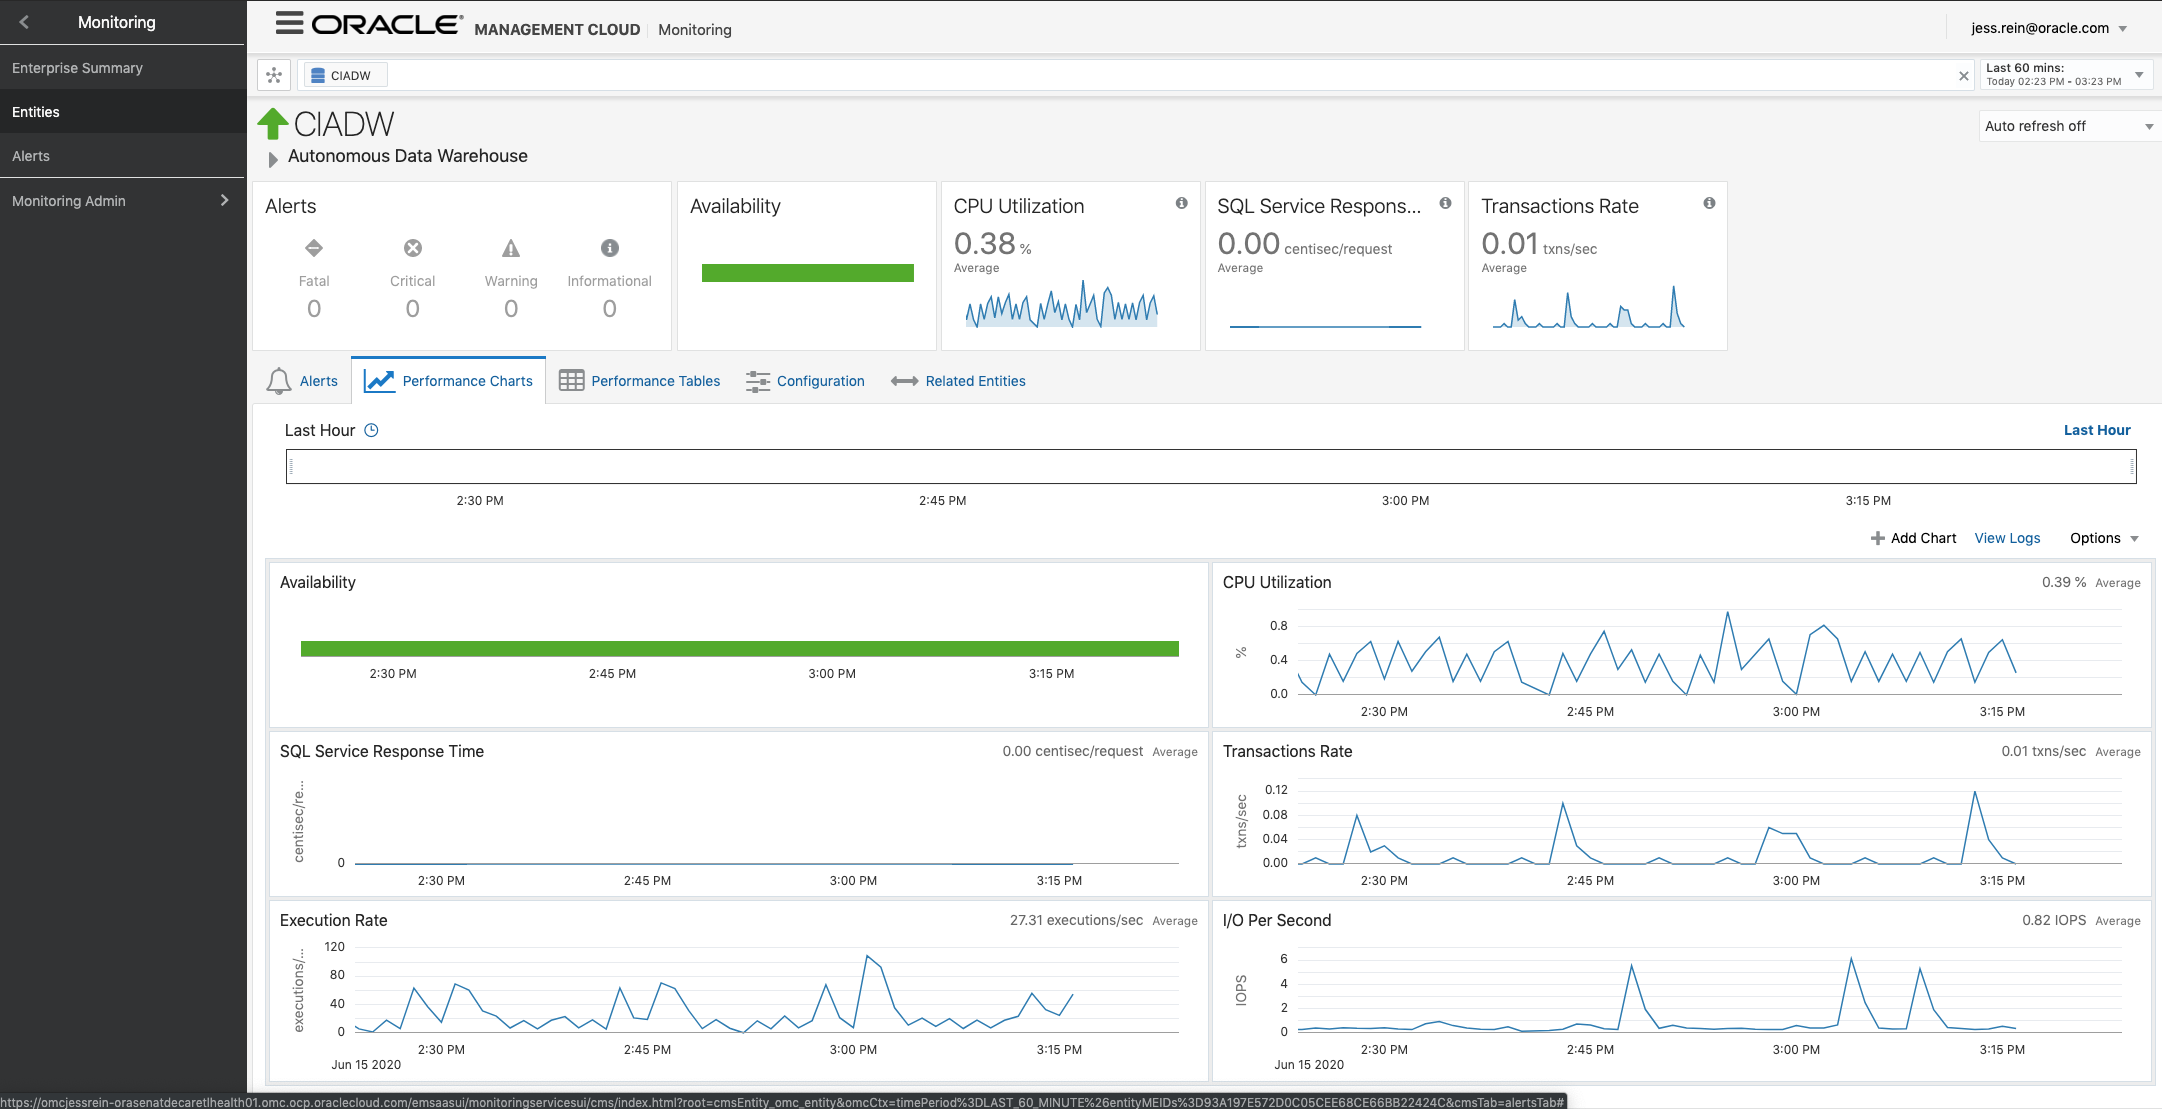 Monitoring
Enterprise Summary
Entities
Alerts
Monitoring Admin
ORACLE® MANAGEMENT CLOUD Monitoring
jess.rein@oracle.com
CIADW
Last 60 mins:
Today 02:23 PM - 03:23 PM
CIADW
Auto refresh off
Autonomous Data Warehouse
Alerts
Fatal Critical Warning Informational
0 0 0 0
Availability
CPU Utilization
0.38 %
Average
SQL Service Respons...
0.00 centisec/request
Average
Transactions Rate
0.01 txns/sec
Average
Alerts Performance Charts Performance Tables Configuration Related Entities
Last Hour Last Hour
2:30 PM 2:45 PM 3:00 PM 3:15 PM
Add Chart View Logs Options
Availability
2:30 PM 2:45 PM 3:00 PM 3:15 PM
CPU Utilization 0.39 % Average
%
0.8
0.4
0.0
2:30 PM 2:45 PM 3:00 PM 3:15 PM
SQL Service Response Time 0.00 centisec/request Average
centisec/re...
0
2:30 PM 2:45 PM 3:00 PM 3:15 PM
Transactions Rate 0.01 txns/sec Average
txns/sec
0.12
0.08
0.04
0.00
2:30 PM 2:45 PM 3:00 PM 3:15 PM
Execution Rate 27.31 executions/sec Average
executions/...
120
80
40
0
2:30 PM 2:45 PM 3:00 PM 3:15 PM
Jun 15 2020
I/O Per Second 0.82 IOPS Average
IOPS
6
4
2
0
2:30 PM 2:45 PM 3:00 PM 3:15 PM
Jun 15 2020
https://omcjessrein-orasenatdecaretlhealth01.omc.ocp.oraclecloud.com/emsaasui/monitoringservicesui/cms/index.html?root=cmsEntity_omc_entity&omcCtx=timePeriod%3DLAST_60_MINUTE%26entityMEIDs%3D93A197E572D0C05CEE68CE66BB22424C&cmsTab=alertsTab#